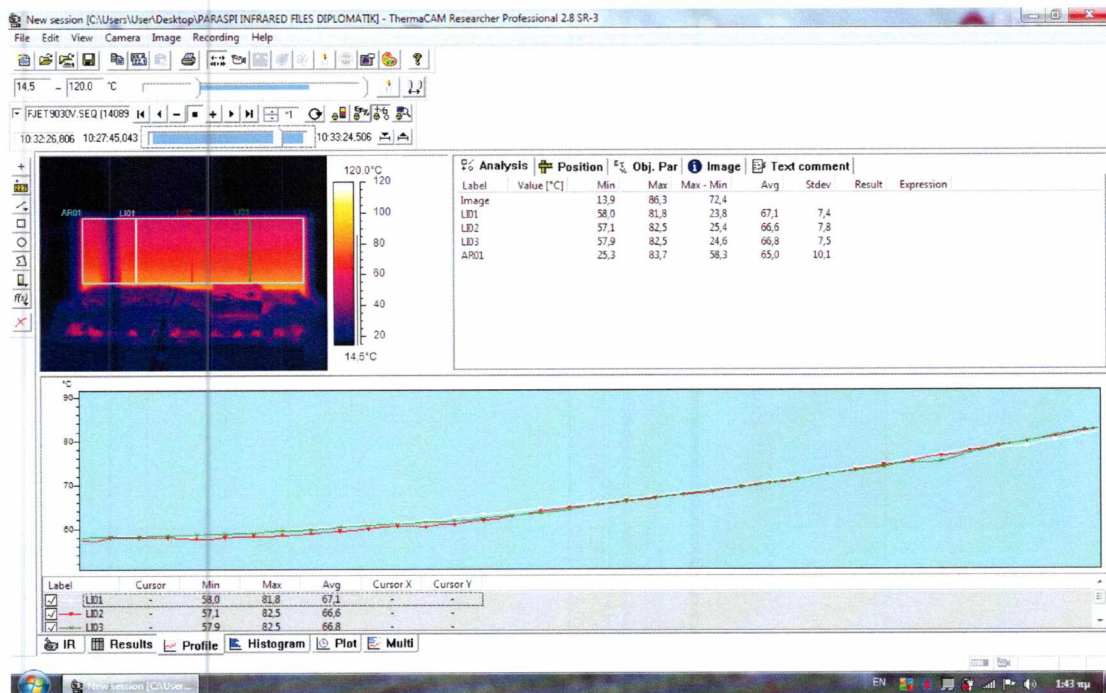 New session [C:\Users\User\Desktop\PARASPI INFRARED FILES DIPLOMATIK] - ThermaCAM Researcher Professional 2.8 SR-3
File Edit View Camera Image Recording Help
14.5 - 120.0 °C
FJET9030V.SEQ (14089
10:32:26,806 10:27:45,043 10:33:24,506
AR01 LI01 LI02 LI03
120.0°C
120
100
80
60
40
20
14.5°C
Analysis Position Obj. Par Image Text comment
Label Value [°C] Min Max Max - Min Avg Stdev Result Expression
Image 13,9 86,3 72,4
LI01 58,0 81,8 23,8 67,1 7,4
LI02 57,1 82,5 25,4 66,6 7,8
LI03 57,9 82,5 24,6 66,8 7,5
AR01 25,3 83,7 58,3 65,0 10,1
°C
90
80
70
60
Label Cursor Min Max Avg Cursor X Cursor Y
LI01 - 58,0 81,8 67,1 - -
LI02 - 57,1 82,5 66,6 - -
LI03 - 57,9 82,5 66,8 - -
IR Results Profile Histogram Plot Multi
New session [C:\User... EN 1:43 πμ